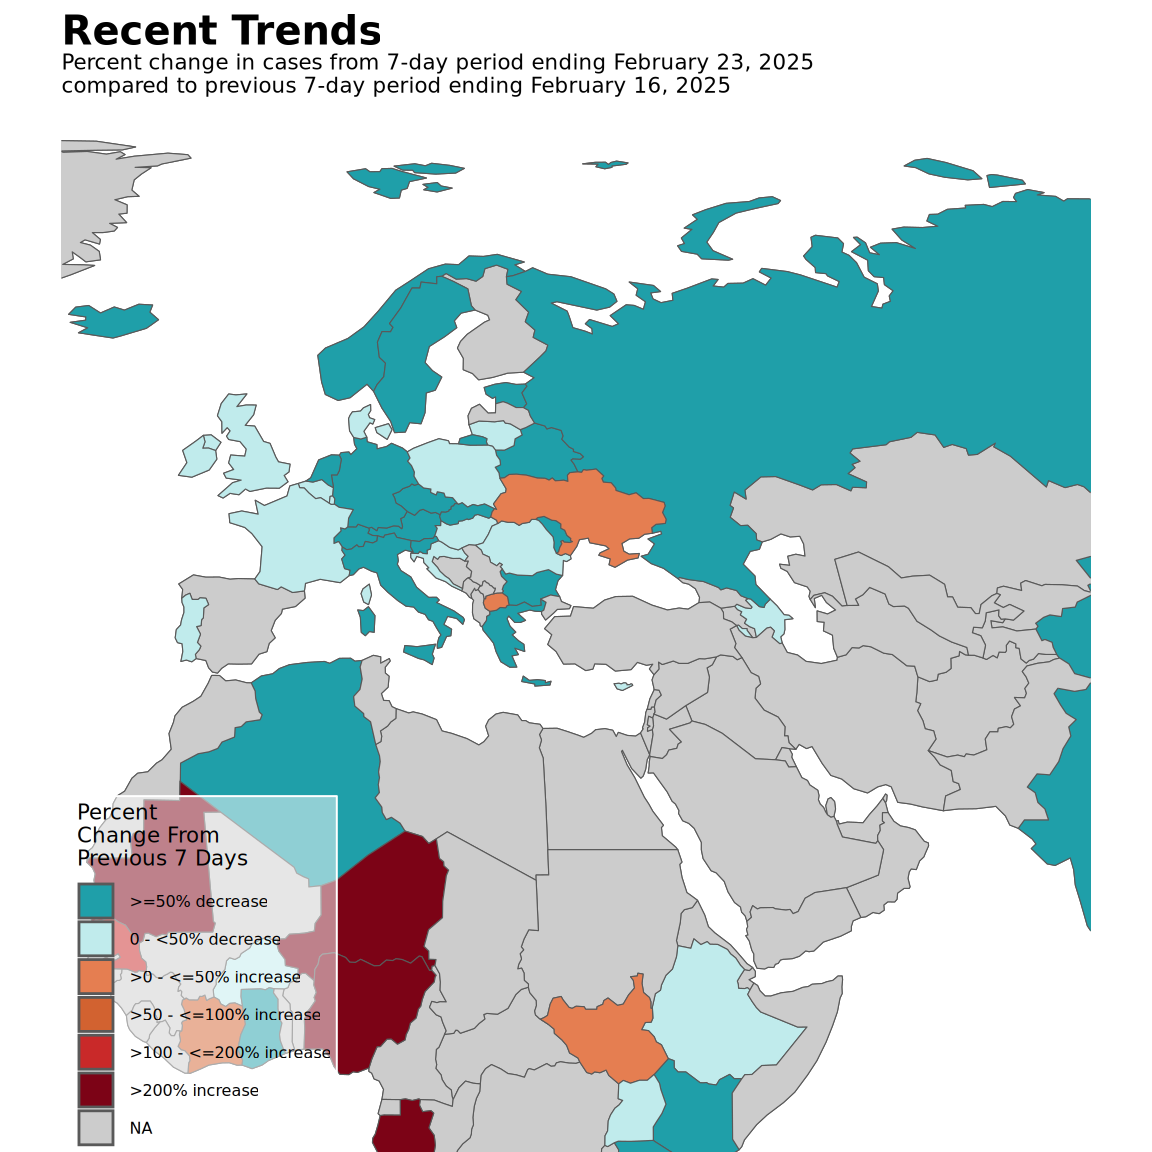 Recent Trends
Percent change in cases from 7-day period ending February 23, 2025
compared to previous 7-day period ending February 16, 2025
Percent
Change From
Previous 7 Days
>=50% decrease
0 - <50% decrease
>0 - <=50% increase
>50 - <=100% increase
>100 - <=200% increase
>200% increase
NA